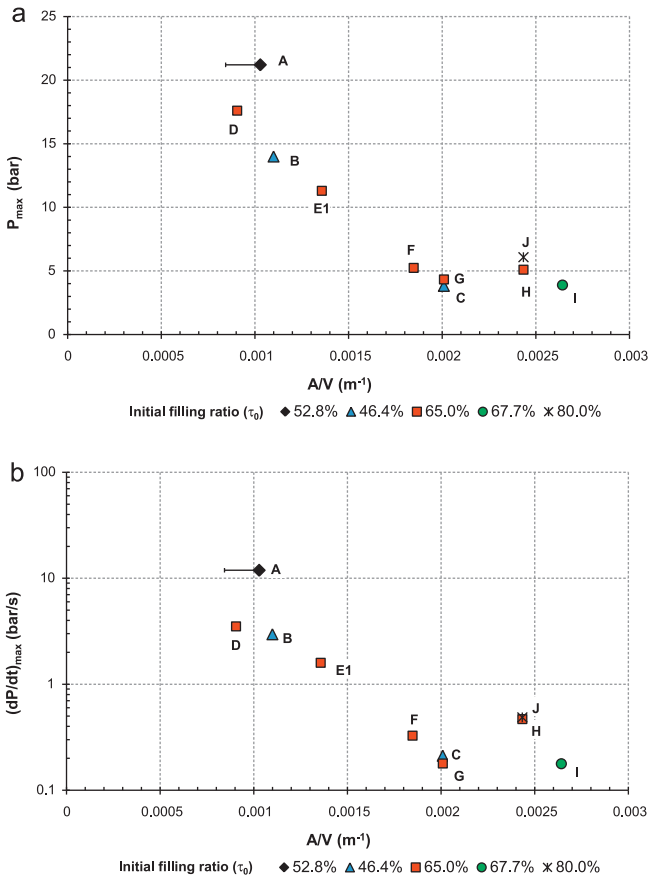 a
25
20
15
10
5
0
P_max (bar)
A
D
B
E1
F
G
C
J
H
I
0 0.0005 0.001 0.0015 0.002 0.0025 0.003
A/V (m⁻¹)
Initial filling ratio (τ₀) 52.8% 46.4% 65.0% 67.7% 80.0%
b
100
10
1
0.1
(dP/dt)_max (bar/s)
A
D
B
E1
F
C
G
J
H
I
0 0.0005 0.001 0.0015 0.002 0.0025 0.003
A/V (m⁻¹)
Initial filling ratio (τ₀) 52.8% 46.4% 65.0% 67.7% 80.0%